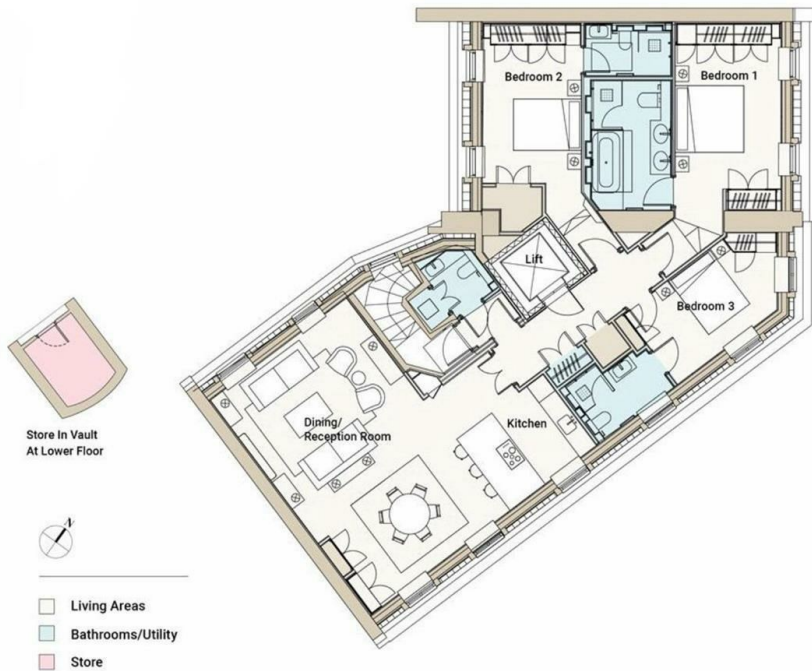 Bedroom 2
Bedroom 1
Lift
Bedroom 3
Dining/
Reception Room
Kitchen
Store In Vault
At Lower Floor
N
Living Areas
Bathrooms/Utility
Store